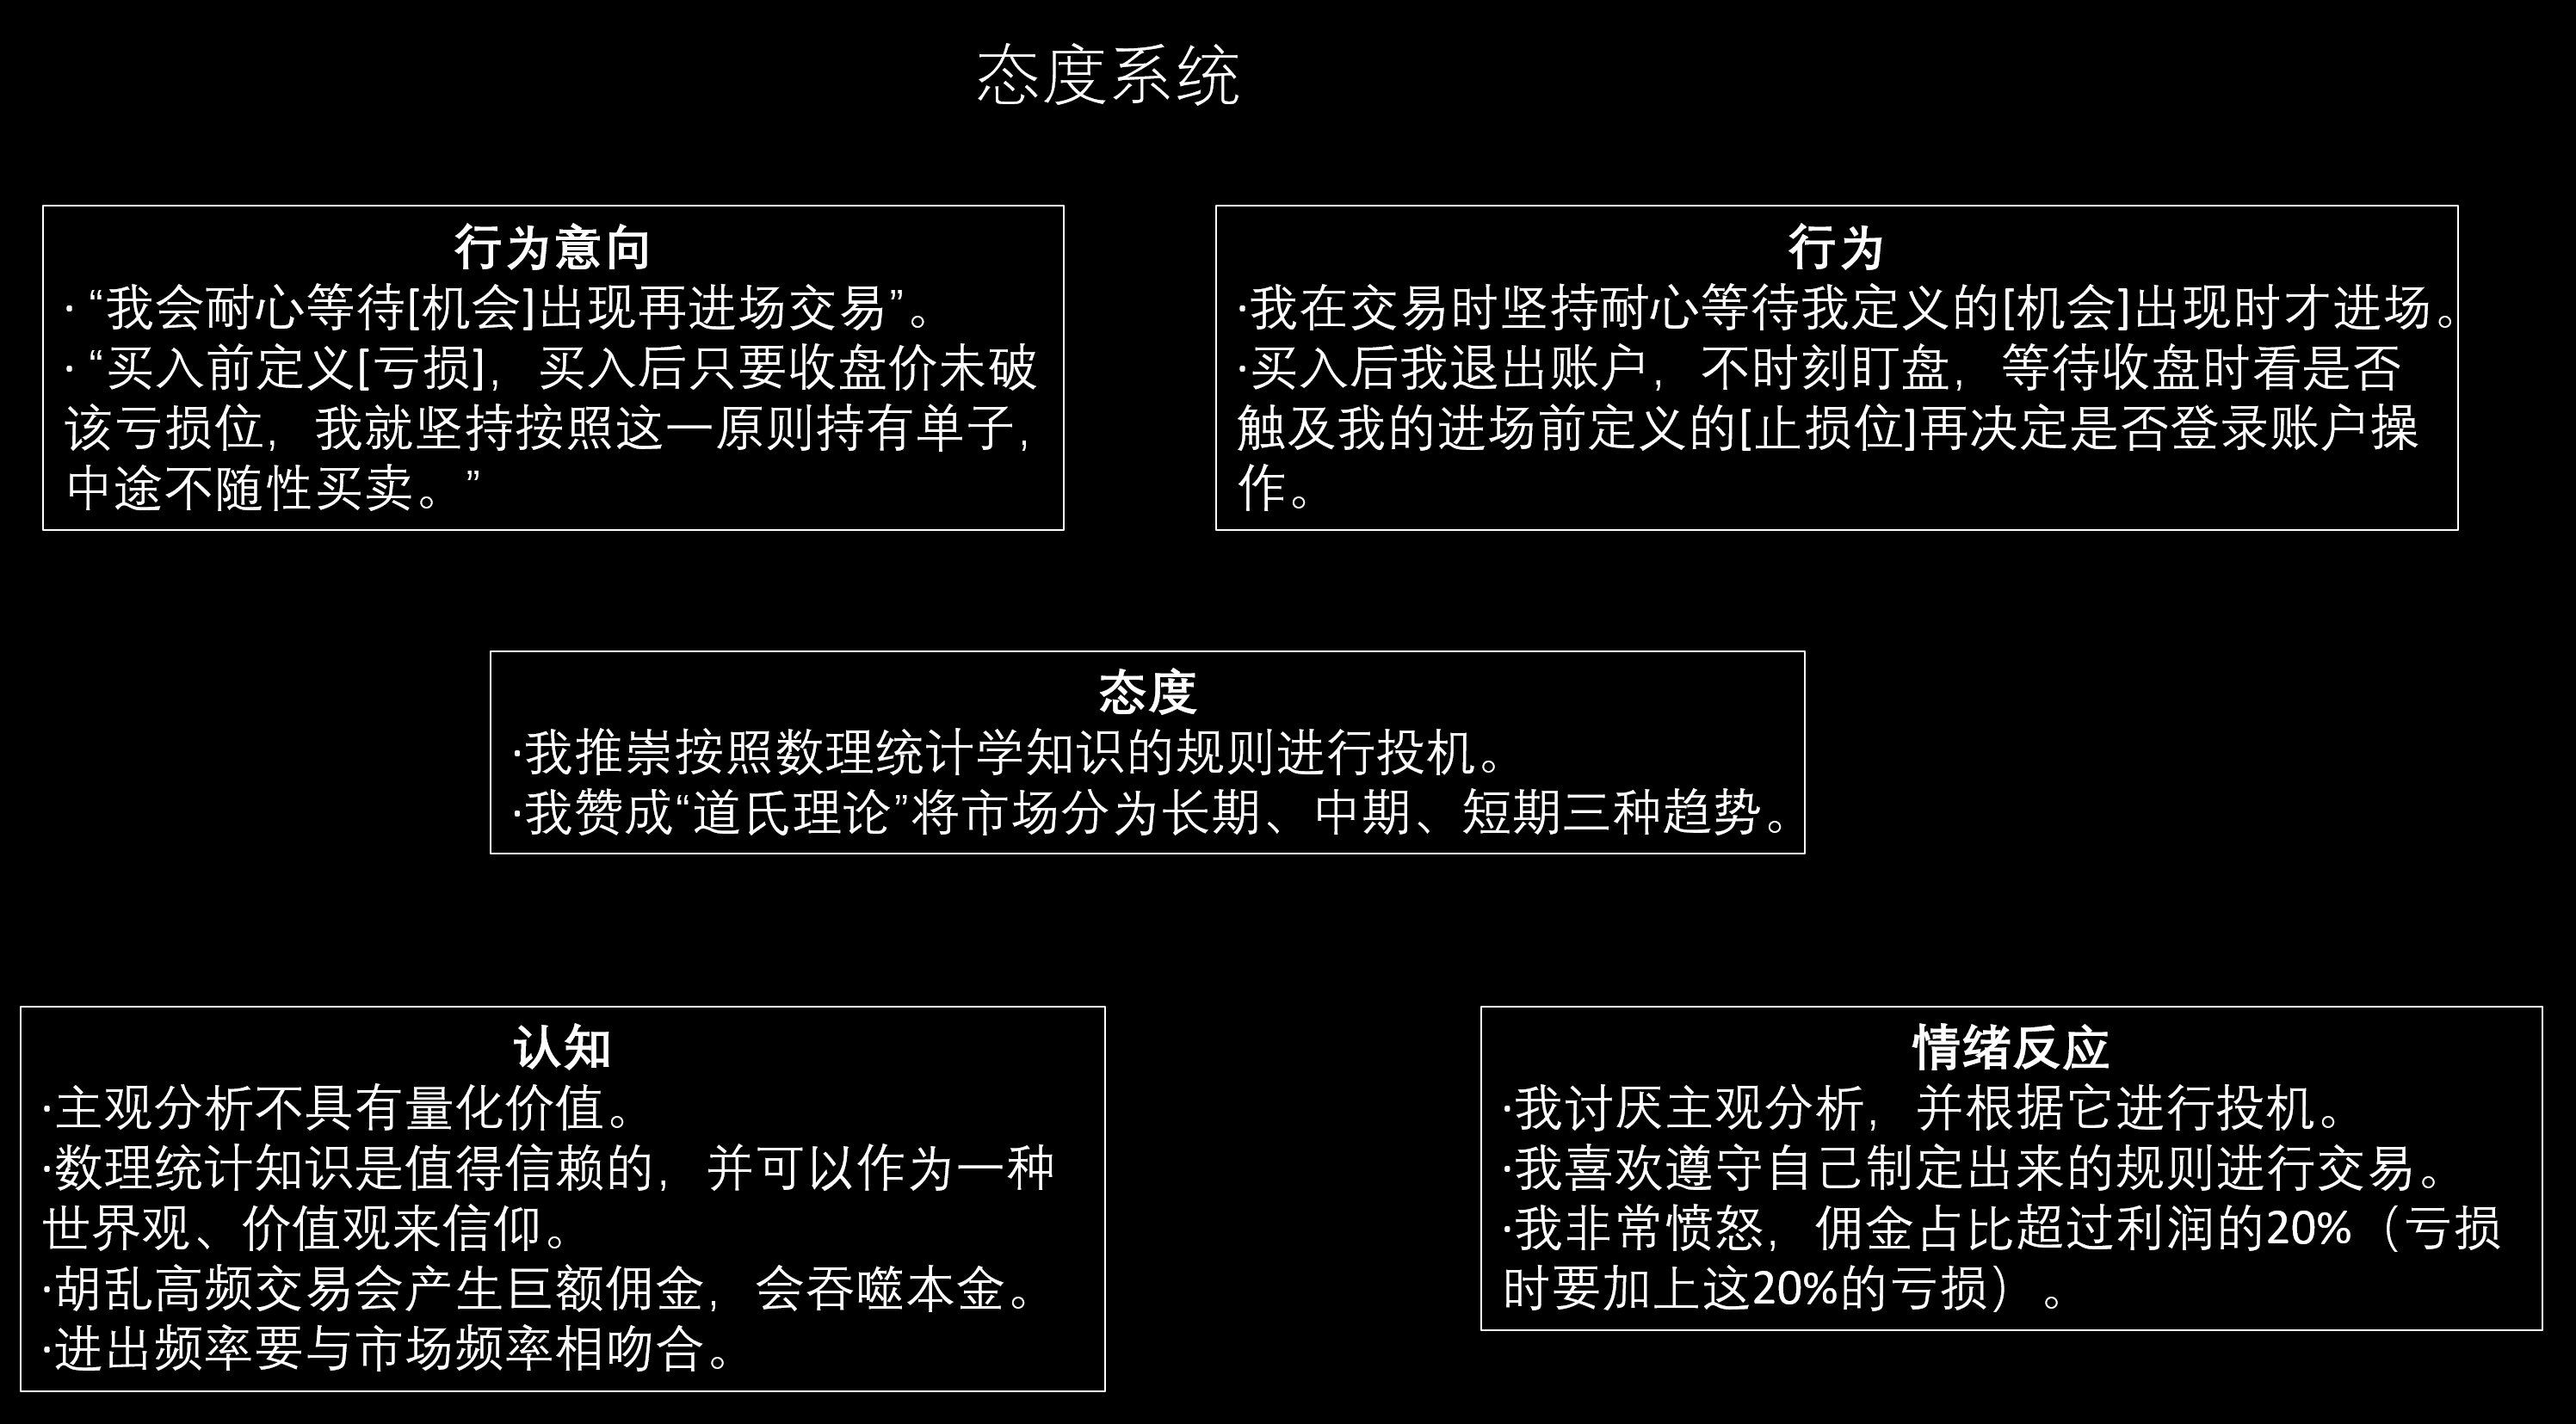 态度系统
行为意向
· “我会耐心等待[机会]出现再进场交易”。
· “买入前定义[亏损]，买入后只要收盘价未破
该亏损位，我就坚持按照这一原则持有单子，
中途不随性买卖。”
行为
·我在交易时坚持耐心等待我定义的[机会]出现时才进场。
·买入后我退出账户，不时刻盯盘，等待收盘时看是否
触及我的进场前定义的[止损位]再决定是否登录账户操
作。
态度
·我推崇按照数理统计学知识的规则进行投机。
·我赞成“道氏理论”将市场分为长期、中期、短期三种趋势。
认知
·主观分析不具有量化价值。
·数理统计知识是值得信赖的，并可以作为一种
世界观、价值观来信仰。
·胡乱高频交易会产生巨额佣金，会吞噬本金。
·进出频率要与市场频率相吻合。
情绪反应
·我讨厌主观分析，并根据它进行投机。
·我喜欢遵守自己制定出来的规则进行交易。
·我非常愤怒，佣金占比超过利润的20%（亏损
时要加上这20%的亏损）。